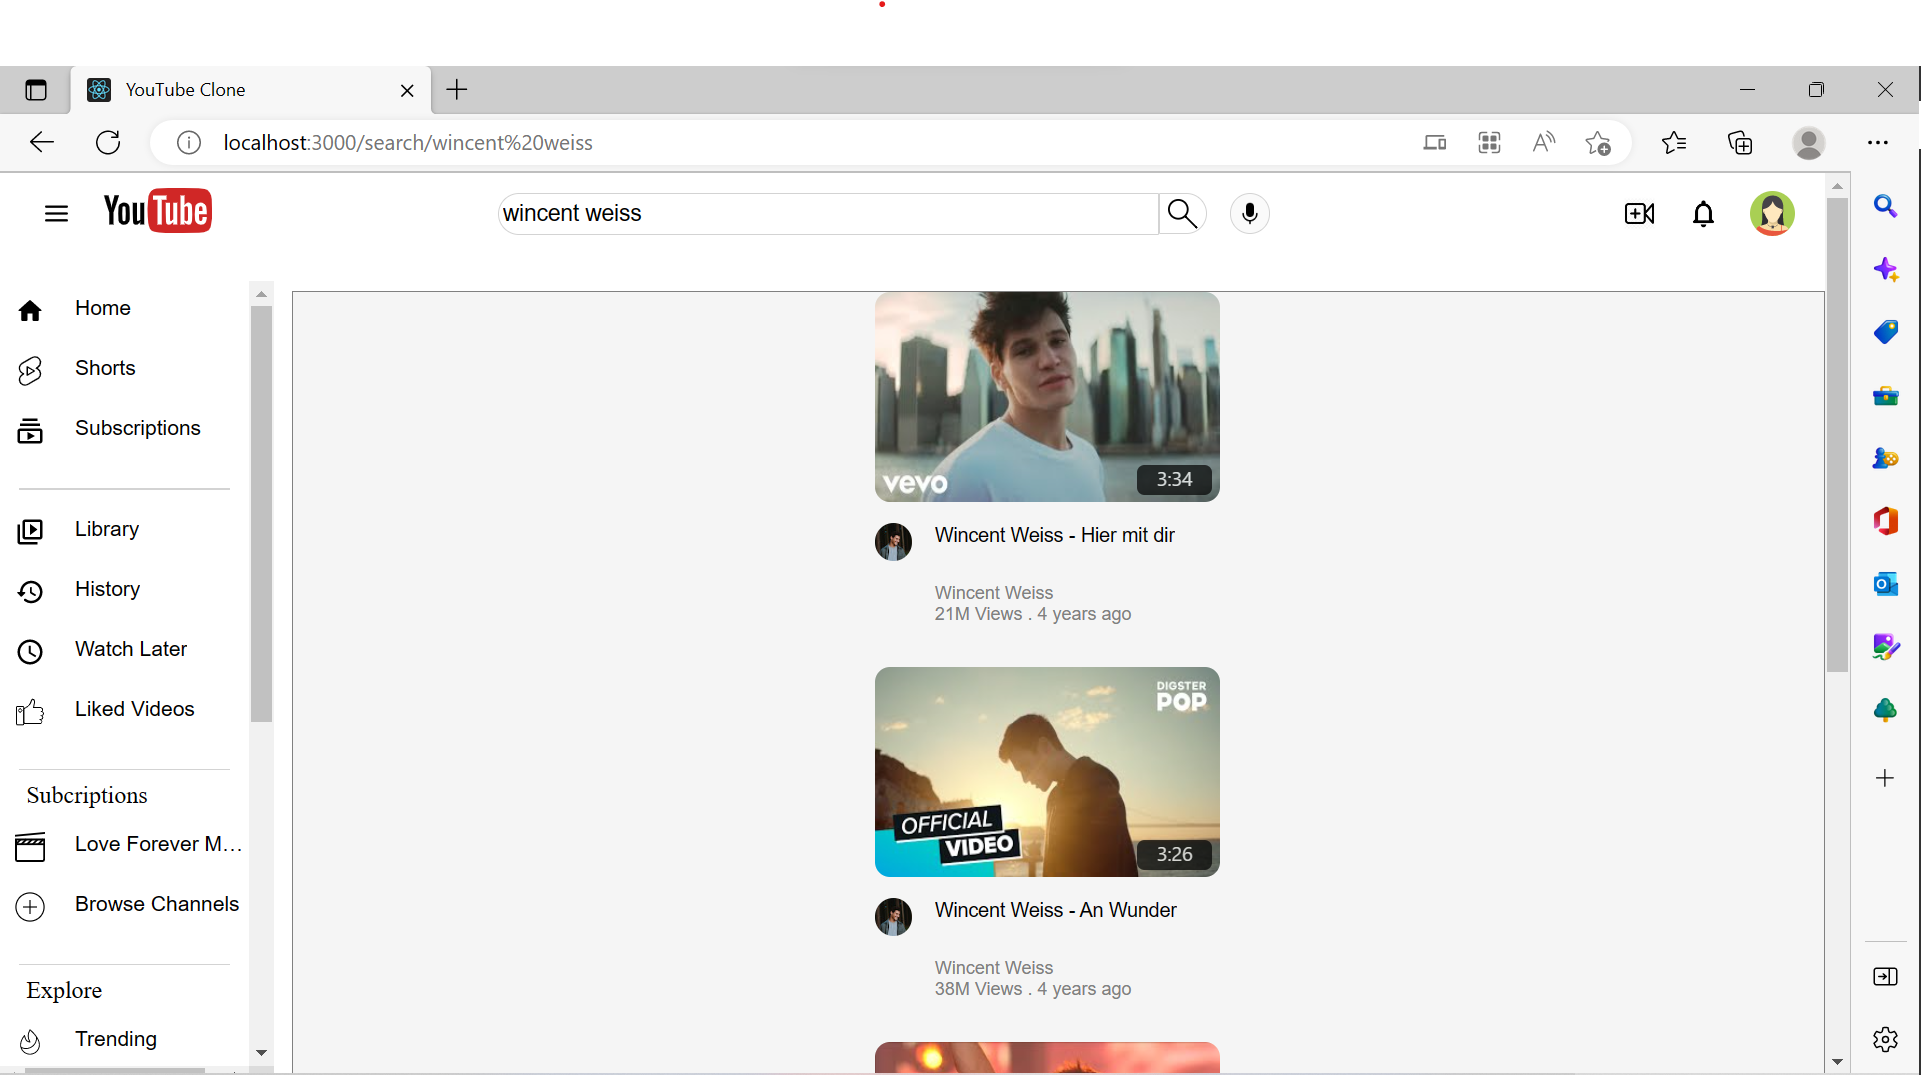 YouTube Clone
localhost:3000/search/wincent%20weiss
YouTube
wincent weiss
Home
Shorts
Subscriptions
Library
History
Watch Later
Liked Videos
Subcriptions
Love Forever M...
Browse Channels
Explore
Trending
vevo
3:34
Wincent Weiss - Hier mit dir
Wincent Weiss
21M Views . 4 years ago
DIGSTER
POP
OFFICIAL
VIDEO
3:26
Wincent Weiss - An Wunder
Wincent Weiss
38M Views . 4 years ago